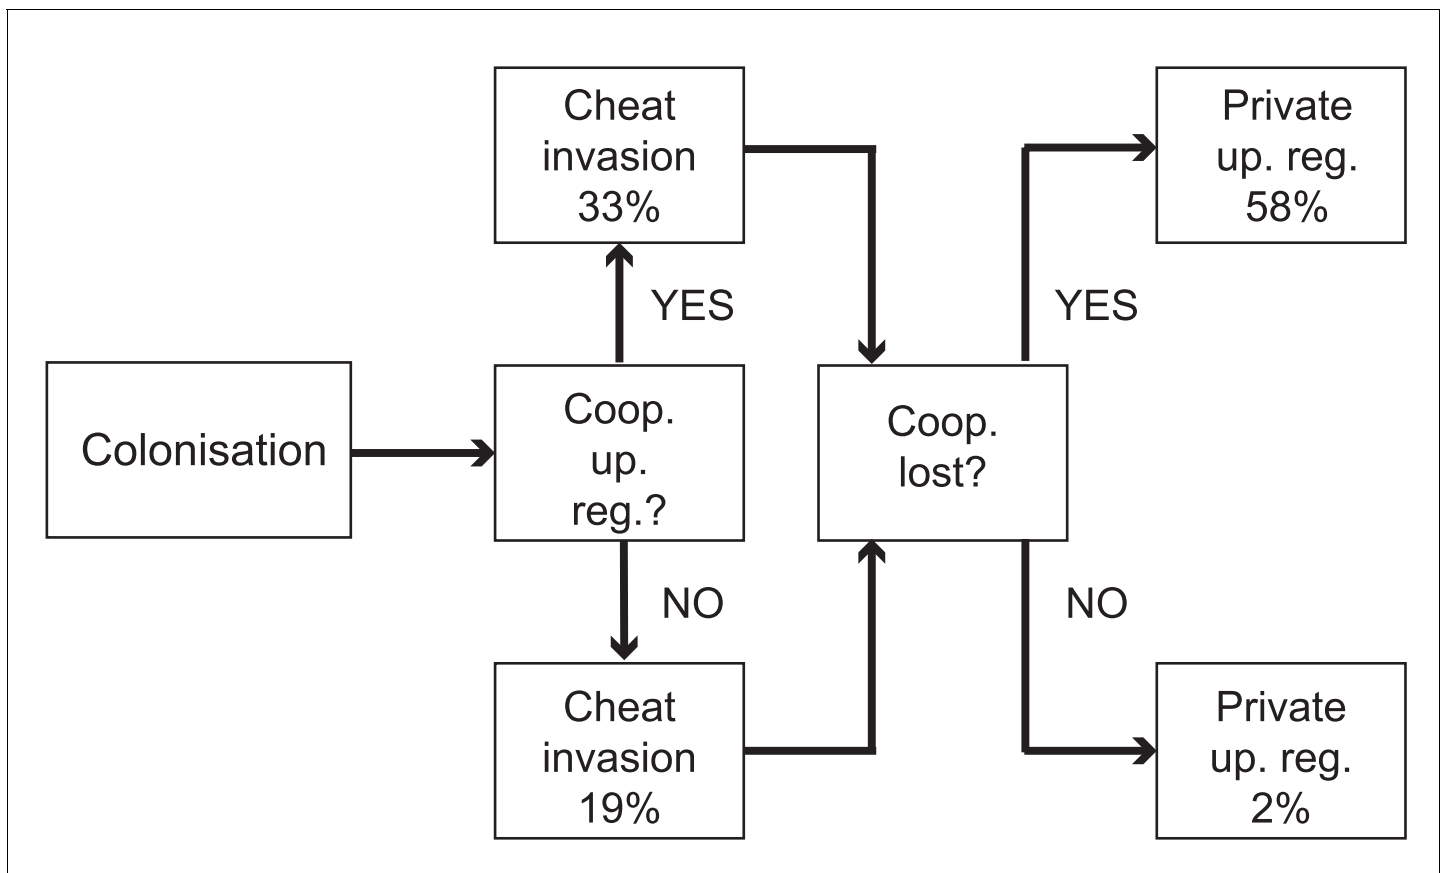 Colonisation
Coop.
up.
reg.?
YES
Cheat
invasion
33%
NO
Cheat
invasion
19%
Coop.
lost?
YES
Private
up. reg.
58%
NO
Private
up. reg.
2%